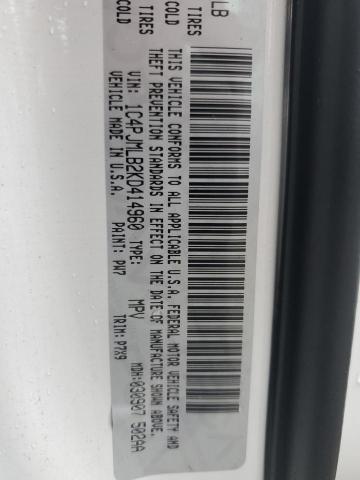 LB
TIRES TIRES
COLD COLD
THIS VEHICLE CONFORMS TO ALL APPLICABLE U.S.A. FEDERAL MOTOR VEHICLE SAFETY AND
THEFT PREVENTION STANDARDS IN EFFECT ON THE DATE OF MANUFACTURE SHOWN ABOVE.
VIN: 1C4PJMLB2KD414960 TYPE: MPV MDH:030907 502AA
VEHICLE MADE IN U.S.A. PAINT: PW7 TRIM: P7X9